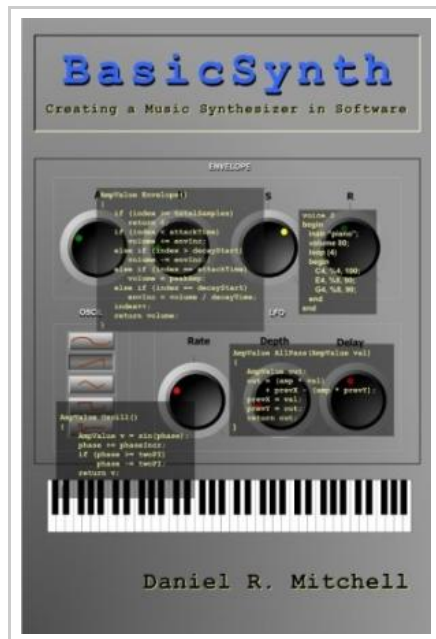 BasicSynth
Creating a Music Synthesizer in Software
ENVELOPE
A
S
R
AmpValue Envelope()
{
if (index >= totalSamples)
return
if (index < attackTime)
volume += envInc;
else if (index > decayStart)
volume -= envInc;
else if (index == attackTime)
volume = peakAmp;
else if (index == decayStart)
envInc = volume / decayTime;
index++;
return volume;
}
voice
begin
"piano";
volume 80;
loop (4)
begin
C4, %4, 100;
E4, %8, 90;
G4, %8, 90;
end
end
OSCIL
LFO
Rate
Depth
Delay
AmpValue AllPass(AmpValue val)
{
AmpValue out;
out = (amp * val)
+ prevX - (amp * prevY);
prevX = val;
prevY = out;
return out;
}
AmpValue Oscil()
{
AmpValue v = sin(phase);
phase += phaseIncr;
if (phase >= twoPI)
phase -= twoPI;
return v;
Daniel R. Mitchell